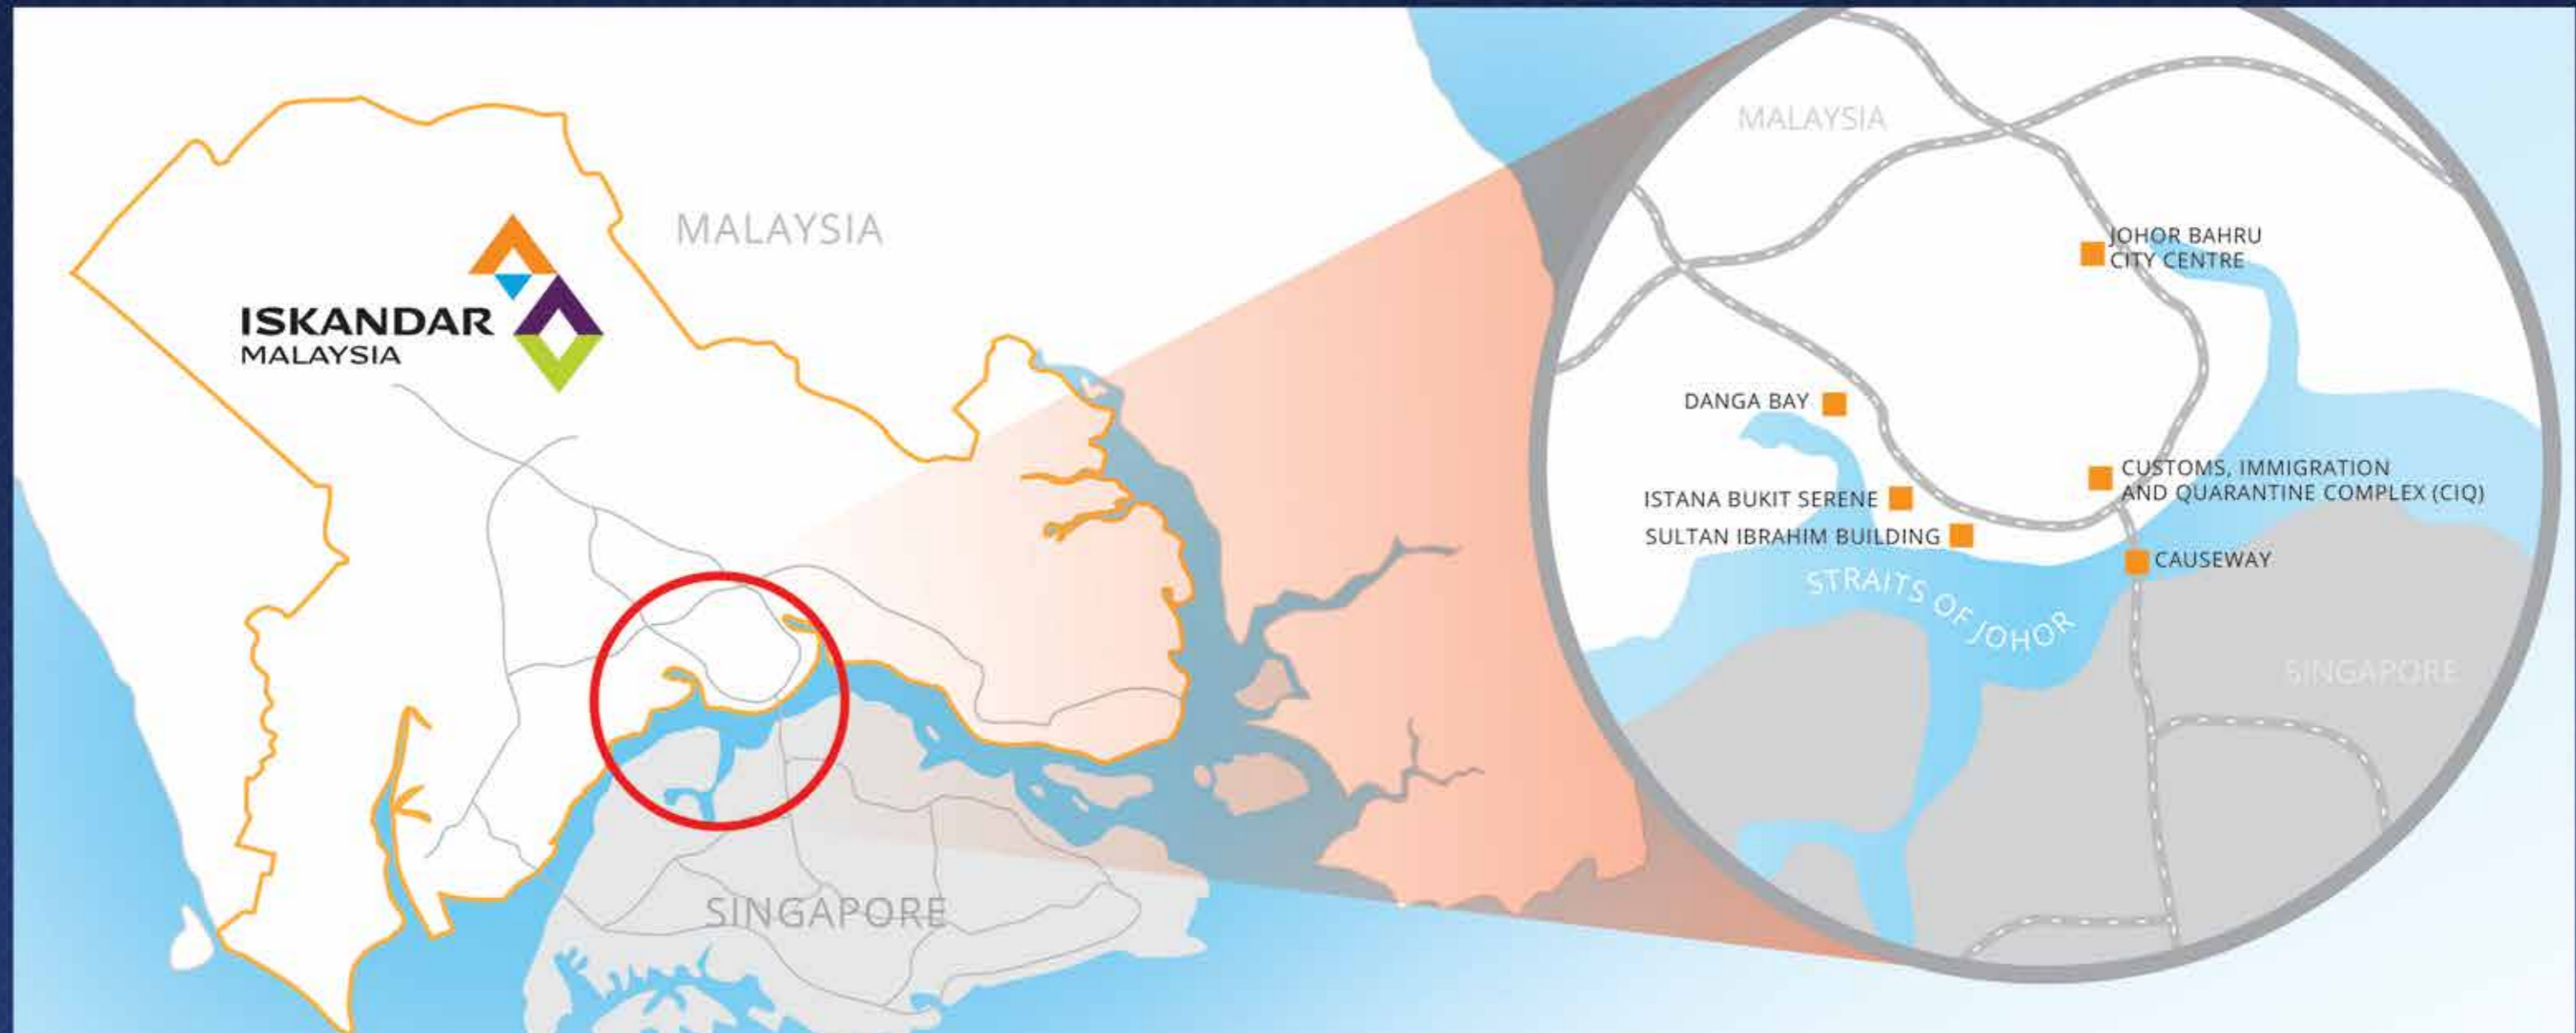 MALAYSIA
ISKANDAR
MALAYSIA
SINGAPORE
MALAYSIA
JOHOR BAHRU
CITY CENTRE
DANGA BAY
CUSTOMS, IMMIGRATION
AND QUARANTINE COMPLEX (CIQ)
ISTANA BUKIT SERENE
SULTAN IBRAHIM BUILDING
CAUSEWAY
STRAITS OF JOHOR
SINGAPORE